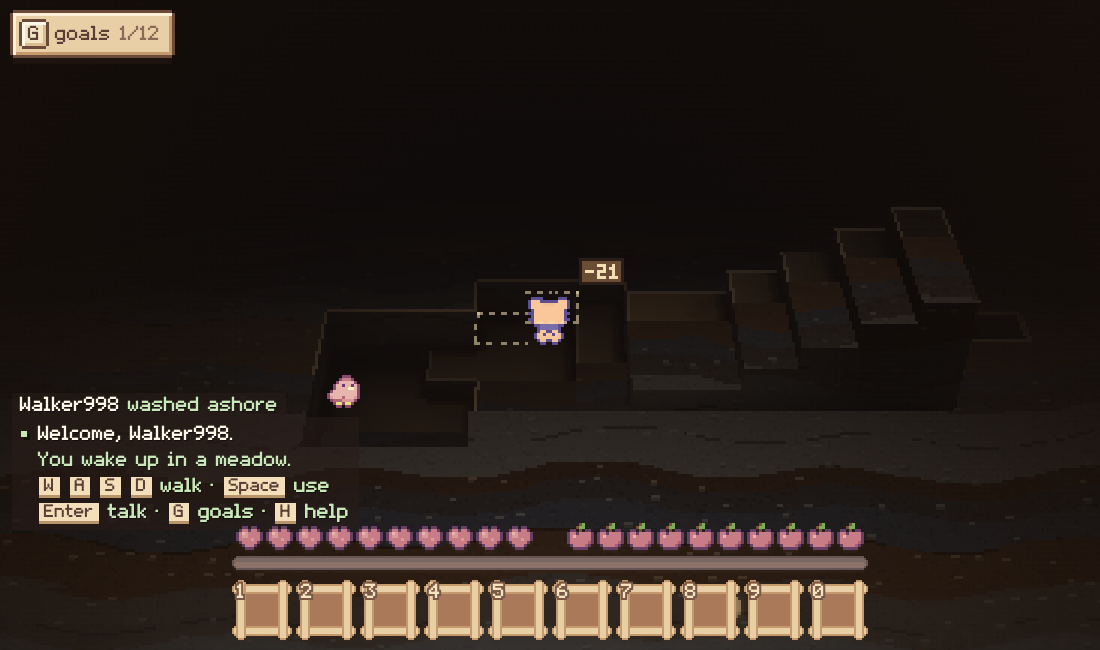 G goals 1/12
-21
Walker998 washed ashore
▪ Welcome, Walker998.
You wake up in a meadow.
W A S D walk · Space use
Enter talk · G goals · H help
1 2 3 4 5 6 7 8 9 0